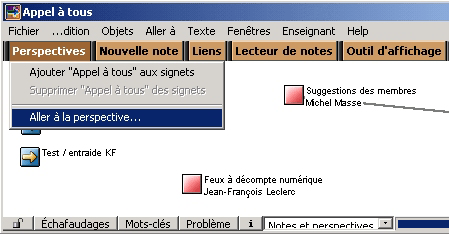 Appel à tous
Fichier ...dition Objets Aller à Texte Fenêtres Enseignant Help
Perspectives Nouvelle note Liens Lecteur de notes Outil d'affichage
Ajouter "Appel à tous" aux signets
Supprimer "Appel à tous" des signets
Aller à la perspective...
Suggestions des membres
Michel Masse
Test / entraide KF
Feux à décompte numérique
Jean-François Leclerc
Échafaudages Mots-clés Problème i Notes et perspectives